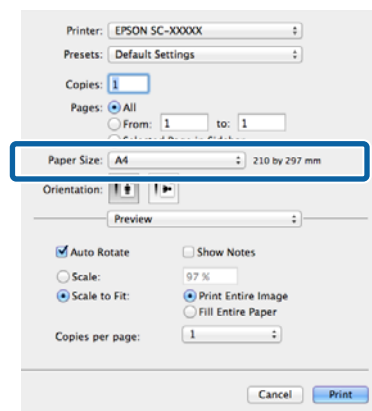 Printer: EPSON SC-XXXXX
Presets: Default Settings
Copies: 1
Pages: All
From: 1 to: 1
Paper Size: A4 210 by 297 mm
Orientation:
Preview
Auto Rotate Show Notes
Scale: 97 %
Scale to Fit: Print Entire Image
Fill Entire Paper
Copies per page: 1
Cancel Print